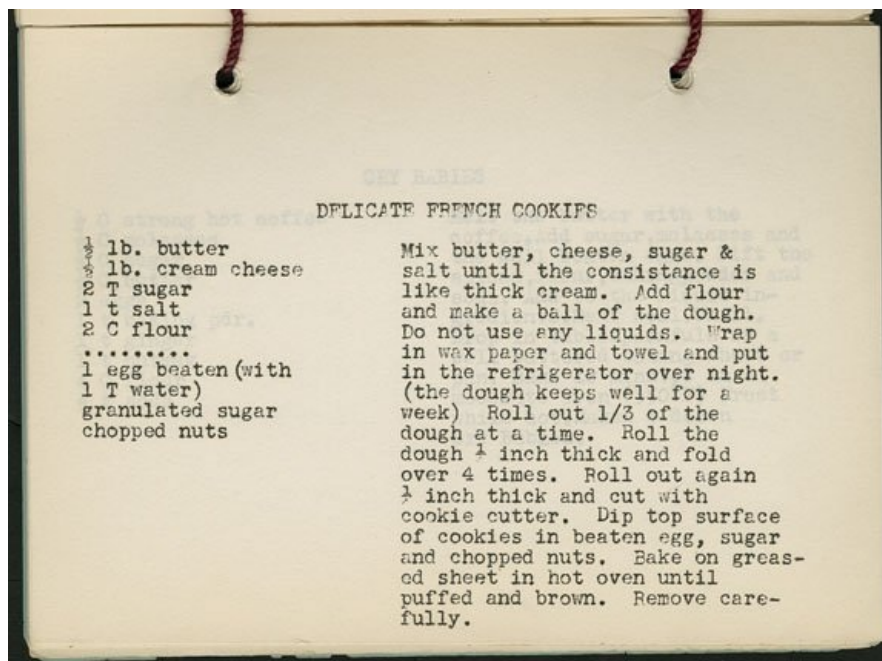 CRY BABIES
DELICATE FRENCH COOKIES
½ lb. butter
½ lb. cream cheese
2 T sugar
1 t salt
2 C flour
..........
1 egg beaten(with
1 T water)
granulated sugar
chopped nuts
Mix butter, cheese, sugar &
salt until the consistance is
like thick cream.  Add flour
and make a ball of the dough.
Do not use any liquids.  Wrap
in wax paper and towel and put
in the refrigerator over night.
(the dough keeps well for a
week)  Roll out 1/3 of the
dough at a time.  Roll the
dough ½ inch thick and fold
over 4 times.  Roll out again
inch thick and cut with
cookie cutter.  Dip top surface
of cookies in beaten egg, sugar
and chopped nuts.  Bake on greas-
ed sheet in hot oven until
puffed and brown.  Remove care-
fully.